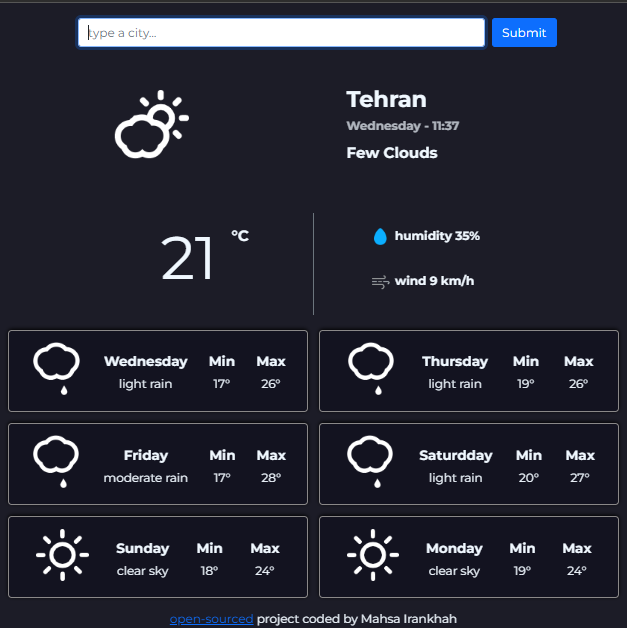 type a city...
Submit
Tehran
Wednesday - 11:37
Few Clouds
21 °C
humidity 35%
wind 9 km/h
Wednesday Min Max
light rain 17° 26°
Thursday Min Max
light rain 19° 26°
Friday Min Max
moderate rain 17° 28°
Saturdday Min Max
light rain 20° 27°
Sunday Min Max
clear sky 18° 24°
Monday Min Max
clear sky 19° 24°
open-sourced project coded by Mahsa Irankhah